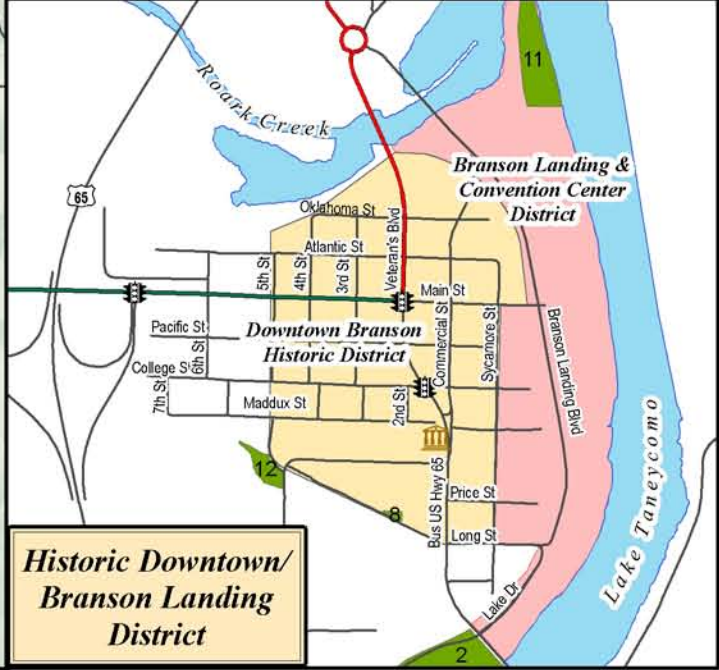 11
Roark Creek
Branson Landing &
Convention Center
District
65
Oklahoma St
Atlantic St
5th St
4th St
3rd St
Veteran's Blvd
Main St
Pacific St
Downtown Branson
Historic District
Commercial St
Sycamore St
Branson Landing Blvd
6th St
College St
7th St
Maddux St
2nd St
12
8
Bus US Hwy 65
Price St
Long St
Lake Taneycomo
Lake Dr
2
Historic Downtown/
Branson Landing
District